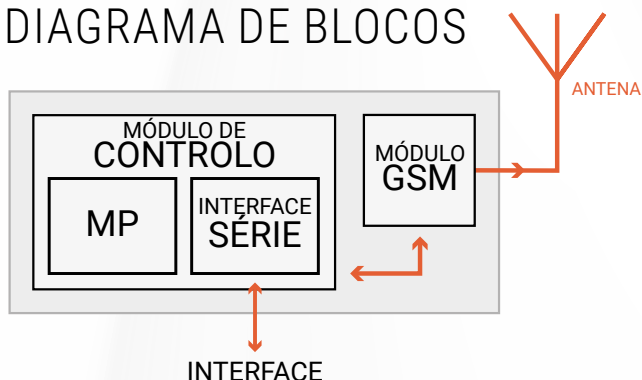 DIAGRAMA DE BLOCOS
ANTENA
MÓDULO DE
CONTROLO
MP
INTERFACE
SÉRIE
MÓDULO
GSM
INTERFACE